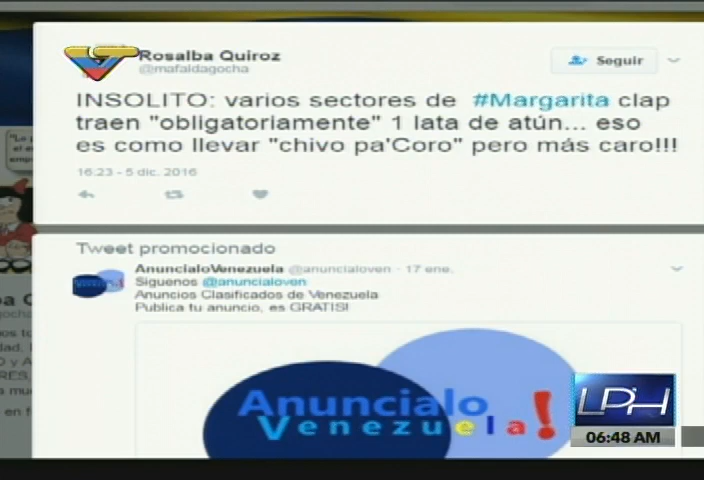 Rosalba Quiroz
@mafaldagocha
Seguir
INSOLITO: varios sectores de #Margarita clap
traen "obligatoriamente" 1 lata de atún... eso
es como llevar "chivo pa'Coro" pero más caro!!!
16:23 - 5 dic. 2016
Tweet promocionado
AnuncialoVenezuela @anuncialoven · 17 ene.
Siguenos @anuncialoven
Anuncios Clasificados de Venezuela
Publica tu anuncio, es GRATIS!
Anuncialo
Venezuela!
LPH
06:48 AM